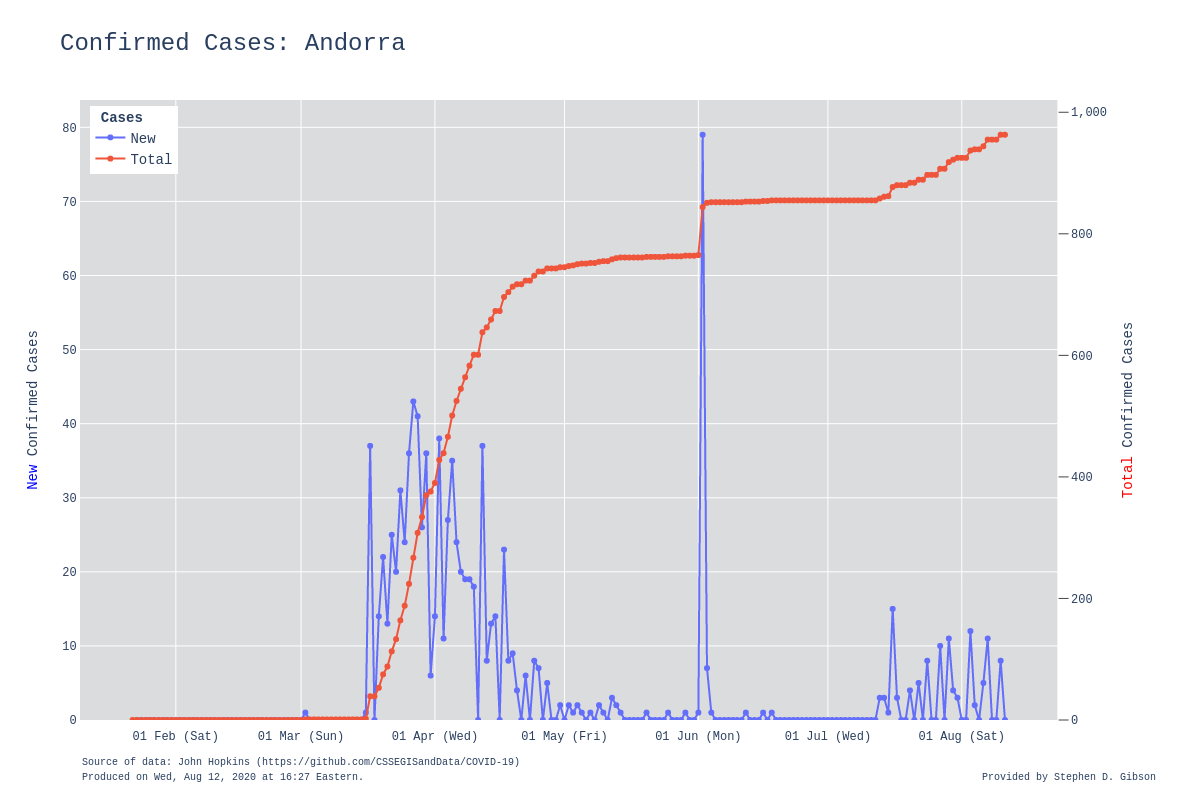 Confirmed Cases: Andorra
Cases
New
Total
80
70
60
50
40
30
20
10
0
1,000
800
600
400
200
0
New Confirmed Cases
Total Confirmed Cases
01 Feb (Sat)
01 Mar (Sun)
01 Apr (Wed)
01 May (Fri)
01 Jun (Mon)
01 Jul (Wed)
01 Aug (Sat)
Source of data: John Hopkins (https://github.com/CSSEGISandData/COVID-19)
Produced on Wed, Aug 12, 2020 at 16:27 Eastern.
Provided by Stephen D. Gibson